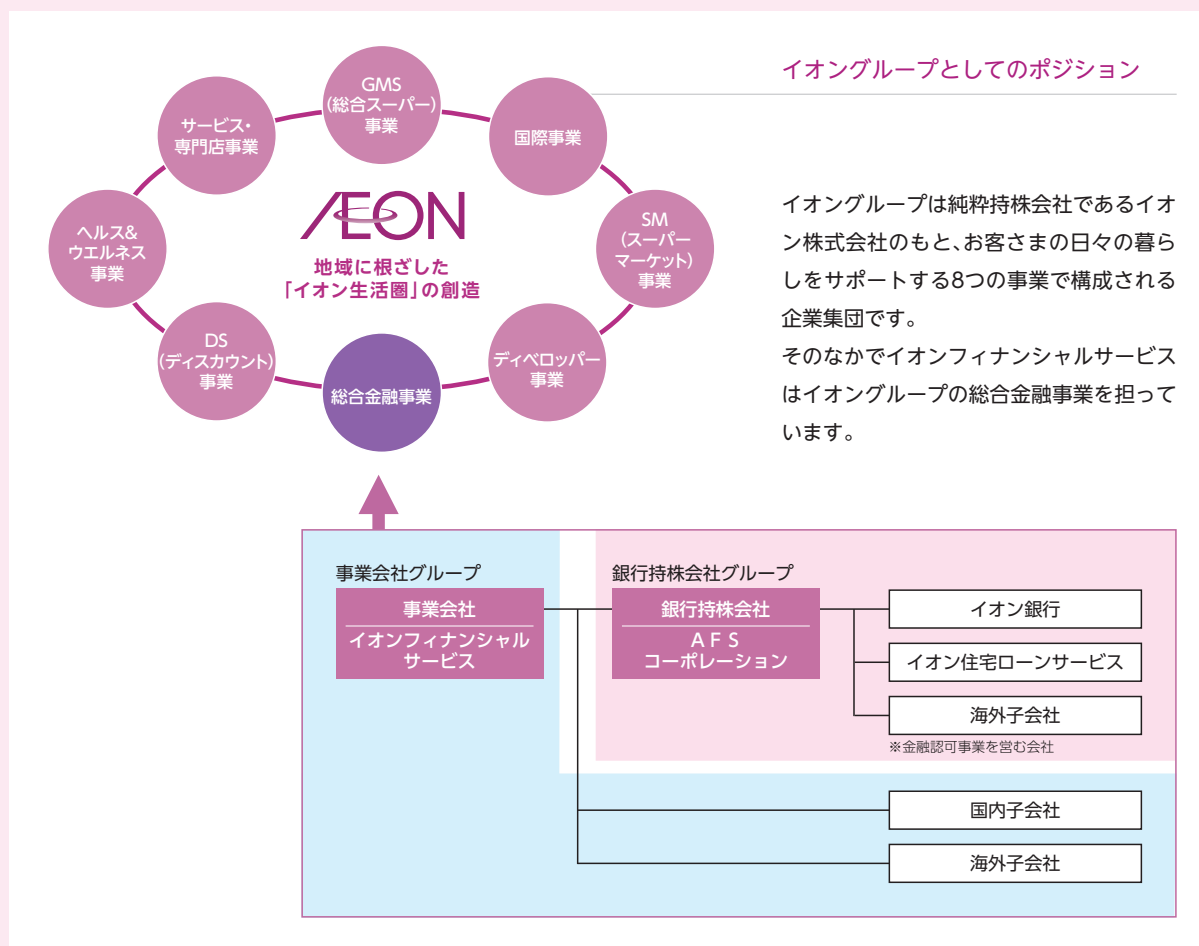 イオングループとしてのポジション
GMS
(総合スーパー)
事業
国際事業
SM
(スーパー
マーケット)
事業
ディベロッパー
事業
総合金融事業
DS
(ディスカウント)
事業
ヘルス&
ウエルネス
事業
サービス・
専門店事業
ÆON
地域に根ざした
「イオン生活圏」の創造
イオングループは純粋持株会社であるイオ
ン株式会社のもと、お客さまの日々の暮ら
しをサポートする8つの事業で構成される
企業集団です。
そのなかでイオンフィナンシャルサービス
はイオングループの総合金融事業を担って
います。
事業会社グループ
事業会社
イオンフィナンシャル
サービス
銀行持株会社グループ
銀行持株会社
AFS
コーポレーション
イオン銀行
イオン住宅ローンサービス
海外子会社
※金融認可事業を営む会社
国内子会社
海外子会社